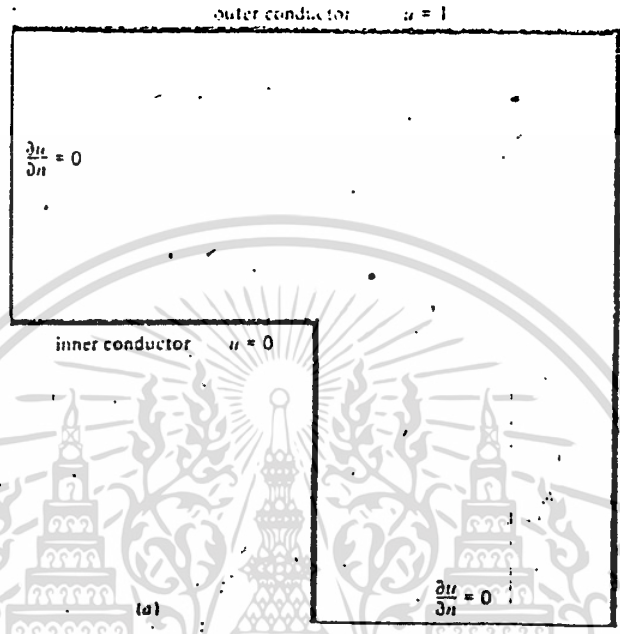 outer conductor u = 1
∂u/∂n = 0
inner conductor u = 0
∂u/∂n = 0
(a)